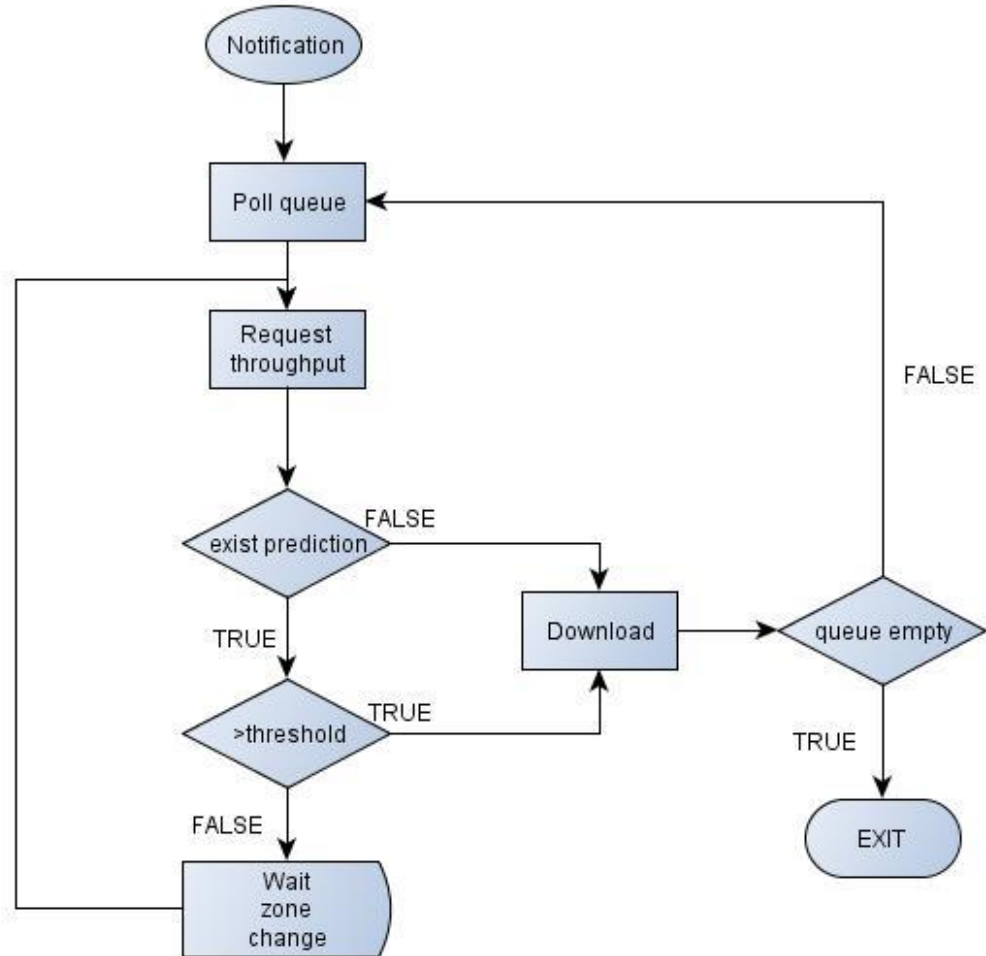 Notification
Poll queue
Request
throughput
FALSE
exist prediction
FALSE
Download
queue empty
TRUE
>threshold
TRUE
TRUE
FALSE
EXIT
Wait
zone
change